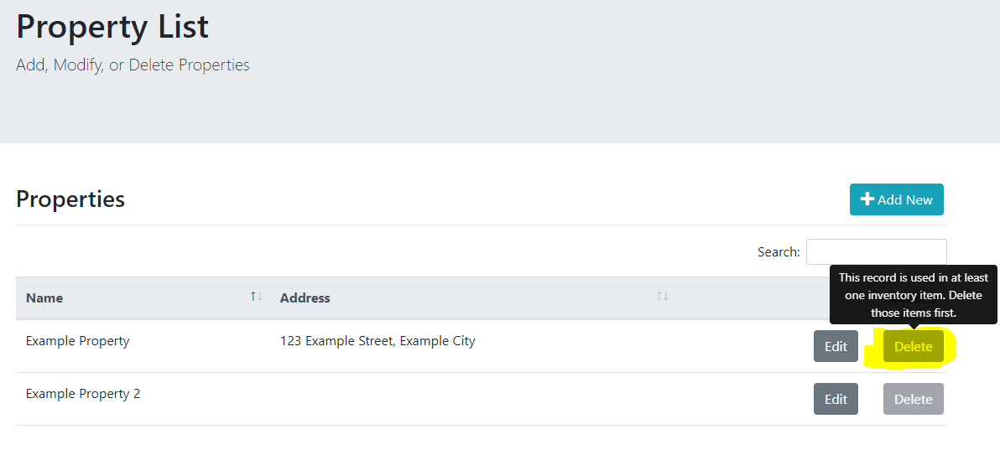 Property List
Add, Modify, or Delete Properties
Properties
Add New
Search:
This record is used in at least
one inventory item. Delete
those items first.
Name Address
Example Property 123 Example Street, Example City Edit Delete
Example Property 2 Edit Delete